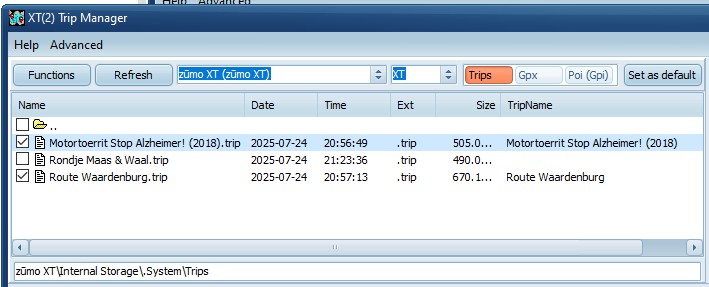 Help Advanced
XT(2) Trip Manager
Help Advanced
Functions Refresh zūmo XT (zūmo XT) XT Trips Gpx Poi (Gpi) Set as default
Name Date Time Ext Size TripName
..
Motortoerrit Stop Alzheimer! (2018).trip 2025-07-24 20:56:49 .trip 505.0... Motortoerrit Stop Alzheimer! (2018)
Rondje Maas & Waal.trip 2025-07-24 21:23:36 .trip 490.0...
Route Waardenburg.trip 2025-07-24 20:57:13 .trip 670.1... Route Waardenburg
zūmo XT\Internal Storage\.System\Trips